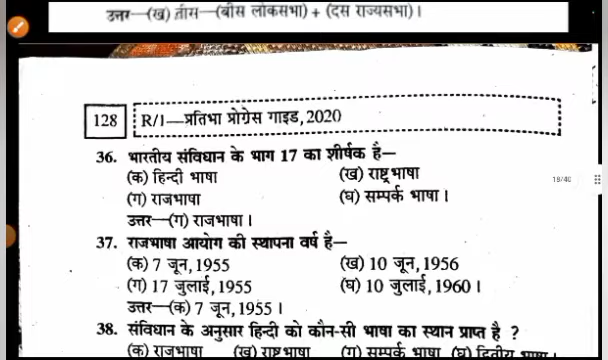 उत्तर—(ख) तीस—(बीस लोकसभा) + (दस राज्यसभा)।
128 R/1—प्रतिभा प्रोग्रेस गाइड, 2020
36. भारतीय संविधान के भाग 17 का शीर्षक है—
(क) हिन्दी भाषा (ख) राष्ट्रभाषा
(ग) राजभाषा (घ) सम्पर्क भाषा।
18/40
उत्तर—(ग) राजभाषा।
37. राजभाषा आयोग की स्थापना वर्ष है—
(क) 7 जून, 1955 (ख) 10 जून, 1956
(ग) 17 जुलाई, 1955 (घ) 10 जुलाई, 1960।
उत्तर—(क) 7 जून, 1955।
38. संविधान के अनुसार हिन्दी को कौन-सी भाषा का स्थान प्राप्त है ?
(क) राजभाषा (ख) राष्ट्रभाषा (ग) सम्पर्क भाषा (घ) द्वितीय भाषा।